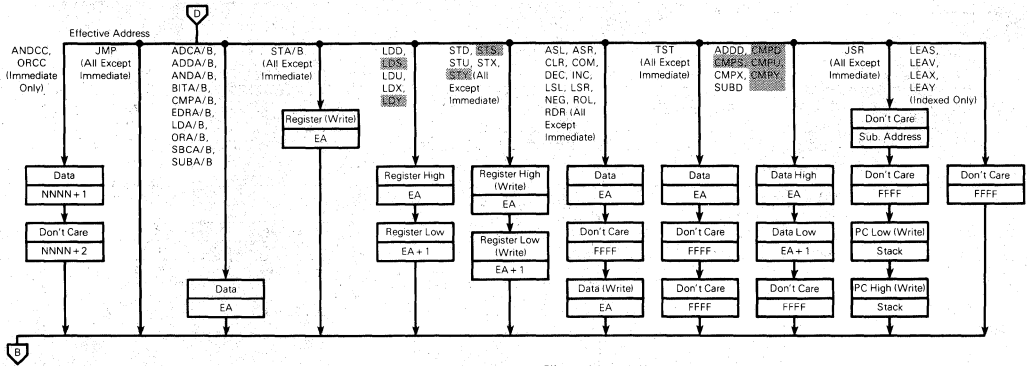 D
Effective Address
ANDCC,
ORCC
(Immediate
Only)
JMP
(All Except
Immediate)
ADCA/B,
ADDA/B,
ANDA/B,
BITA/B,
CMPA/B,
EDRA/B,
LDA/B,
ORA/B,
SBCA/B,
SUBA/B
STA/B
(All Except
Immediate)
LDD,
LDS,
LDU,
LDX,
LDY
STD, STS,
STU, STX,
STY (All
Except
Immediate)
ASL, ASR,
CLR, COM,
DEC, INC,
LSL, LSR,
NEG, ROL,
RDR (All
Except
Immediate)
TST
(All Except
Immediate)
ADDD, CMPD
CMPS, CMPU,
CMPX, CMPY,
SUBD
JSR
(All Except
Immediate)
LEAS,
LEAV,
LEAX,
LEAY
(Indexed Only)
Data
NNNN+1
Don't Care
NNNN+2
Data
EA
Register (Write)
EA
Register High
EA
Register Low
EA+1
Register High
(Write)
EA
Register Low
(Write)
EA+1
Data
EA
Don't Care
FFFF
Data (Write)
EA
Data
EA
Don't Care
FFFF
Don't Care
FFFF
Data High
EA
Data Low
EA+1
Don't Care
FFFF
Don't Care
Sub. Address
Don't Care
FFFF
PC Low (Write)
Stack
PC High (Write)
Stack
Don't Care
FFFF
B